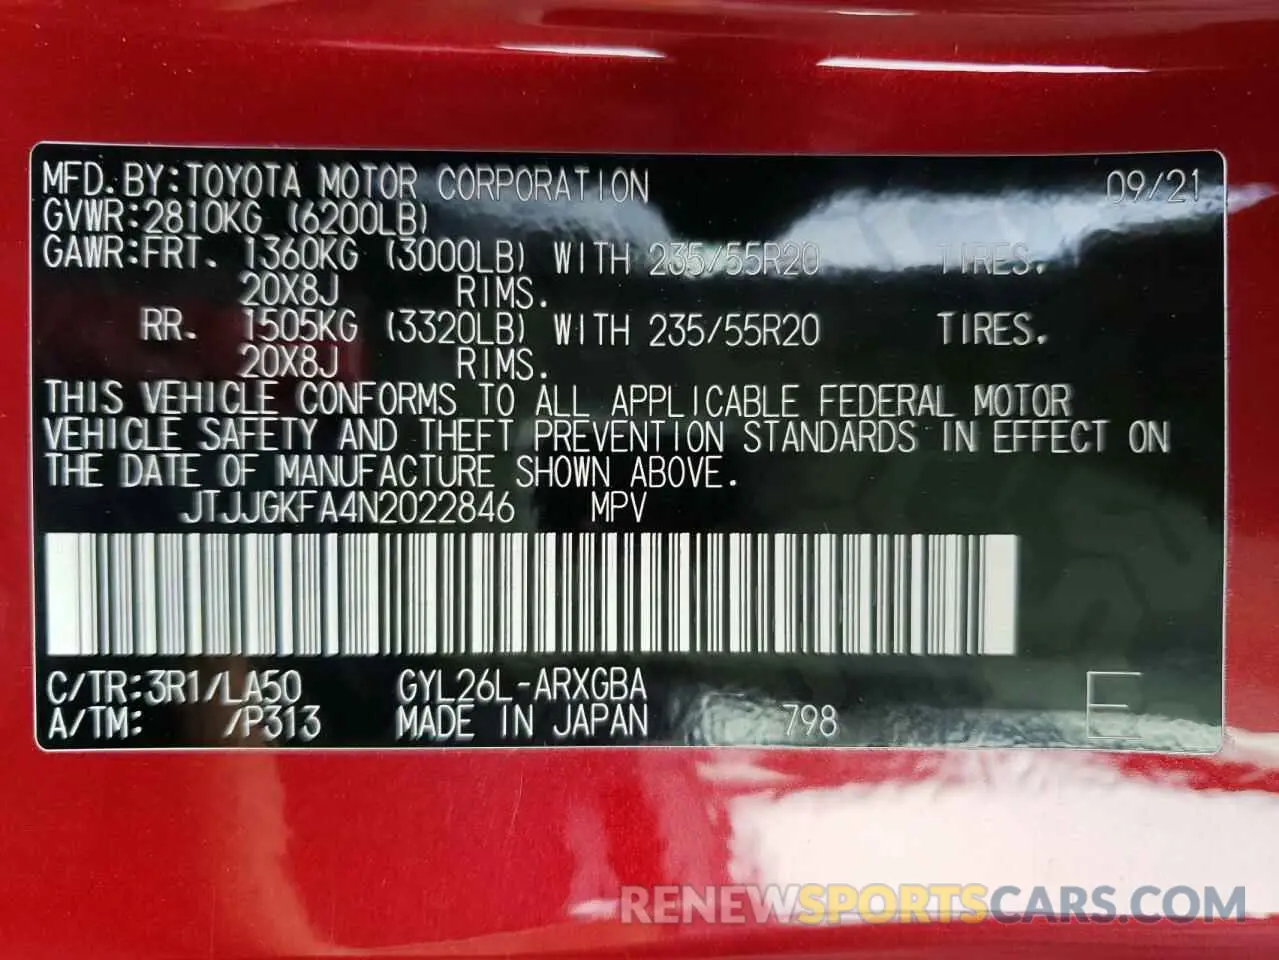 MFD. BY: TOYOTA MOTOR CORPORATION 09/21
GVWR: 2810KG (6200LB)
GAWR: FRT. 1360KG (3000LB) WITH 235/55R20 TIRES.
20X8J RIMS.
RR. 1505KG (3320LB) WITH 235/55R20 TIRES.
20X8J RIMS.
THIS VEHICLE CONFORMS TO ALL APPLICABLE FEDERAL MOTOR
VEHICLE SAFETY AND THEFT PREVENTION STANDARDS IN EFFECT ON
THE DATE OF MANUFACTURE SHOWN ABOVE.
JTJJGKFA4N2022846 MPV
C/TR: 3R1/LA50 GYL26L-ARXGBA
A/TM: /P313 MADE IN JAPAN 798 E
RENEWSPORTSCARS.COM